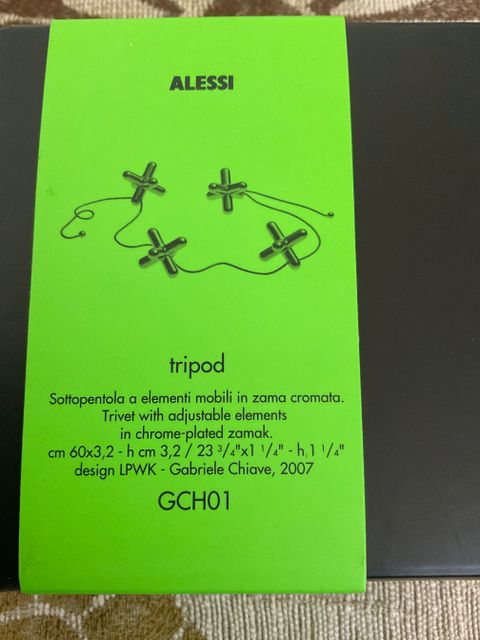 ALESSI
tripod
Sottopentola a elementi mobili in zama cromata.
Trivet with adjustable elements
in chrome-plated zamak.
cm 60x3,2 - h cm 3,2 / 23 3/4"x1 1/4" - h.1 1/4"
design LPWK - Gabriele Chiave, 2007
GCH01